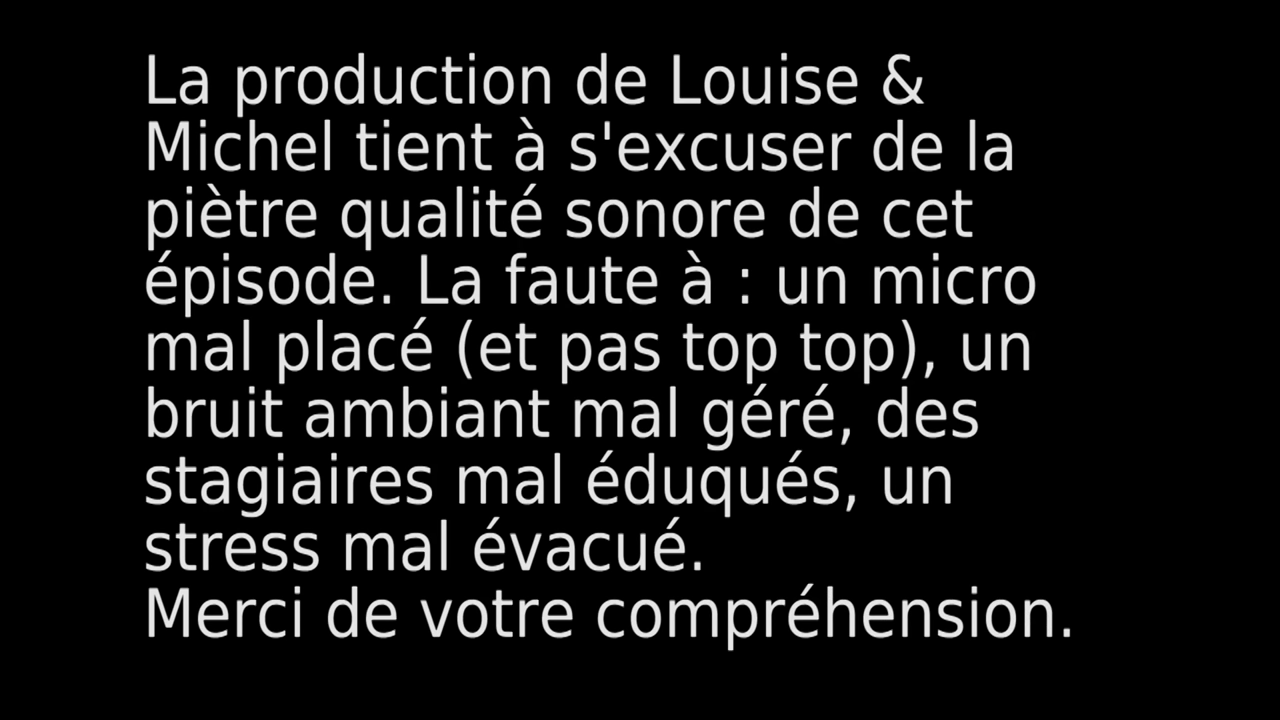 La production de Louise &
Michel tient à s'excuser de la
piètre qualité sonore de cet
épisode. La faute à : un micro
mal placé (et pas top top), un
bruit ambiant mal géré, des
stagiaires mal éduqués, un
stress mal évacué.
Merci de votre compréhension.